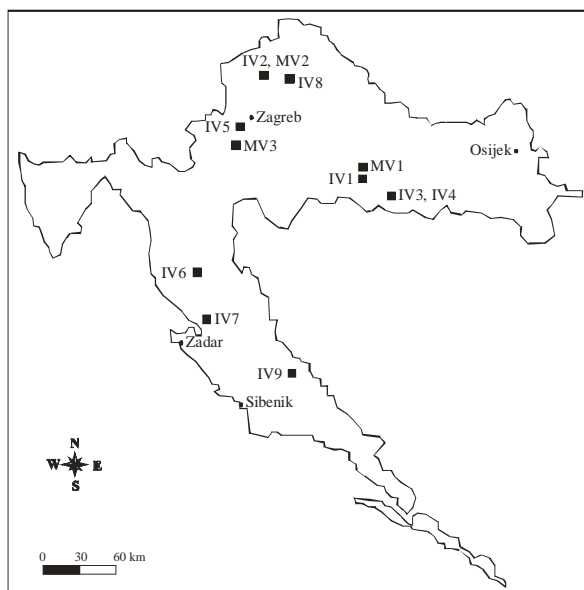 IV2, MV2
IV8
Zagreb
IV5
MV3
Osijek
MV1
IV1
IV3, IV4
IV6
IV7
Zadar
IV9
Sibenik
N
W E
S
0 30 60 km